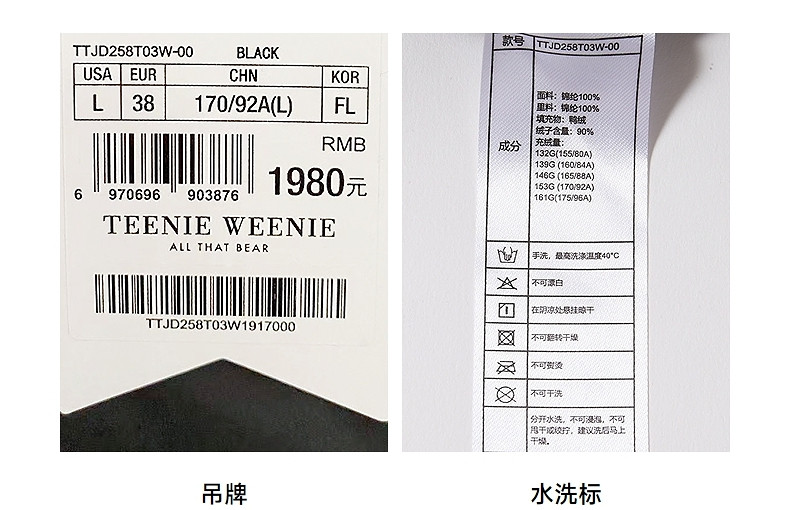 TTJD258T03W-00 BLACK
USA EUR CHN KOR
L 38 170/92A(L) FL
RMB
1980元
6 970696 903876
TEENIE WEENIE
ALL THAT BEAR
TTJD258T03W1917000
吊牌
款号 TTJD258T03W-00
成分
面料：锦纶100%
里料：锦纶100%
填充物：鸭绒
绒子含量：90%
充绒量：
132G(155/80A)
139G (160/84A)
146G (165/88A)
153G (170/92A)
161G(175/96A)
手洗，最高洗涤温度40°C
不可漂白
在阴凉处悬挂晾干
不可翻转干燥
不可熨烫
不可干洗
分开水洗，不可浸泡，不可
甩干或绞拧，建议洗后马上
干燥。
水洗标